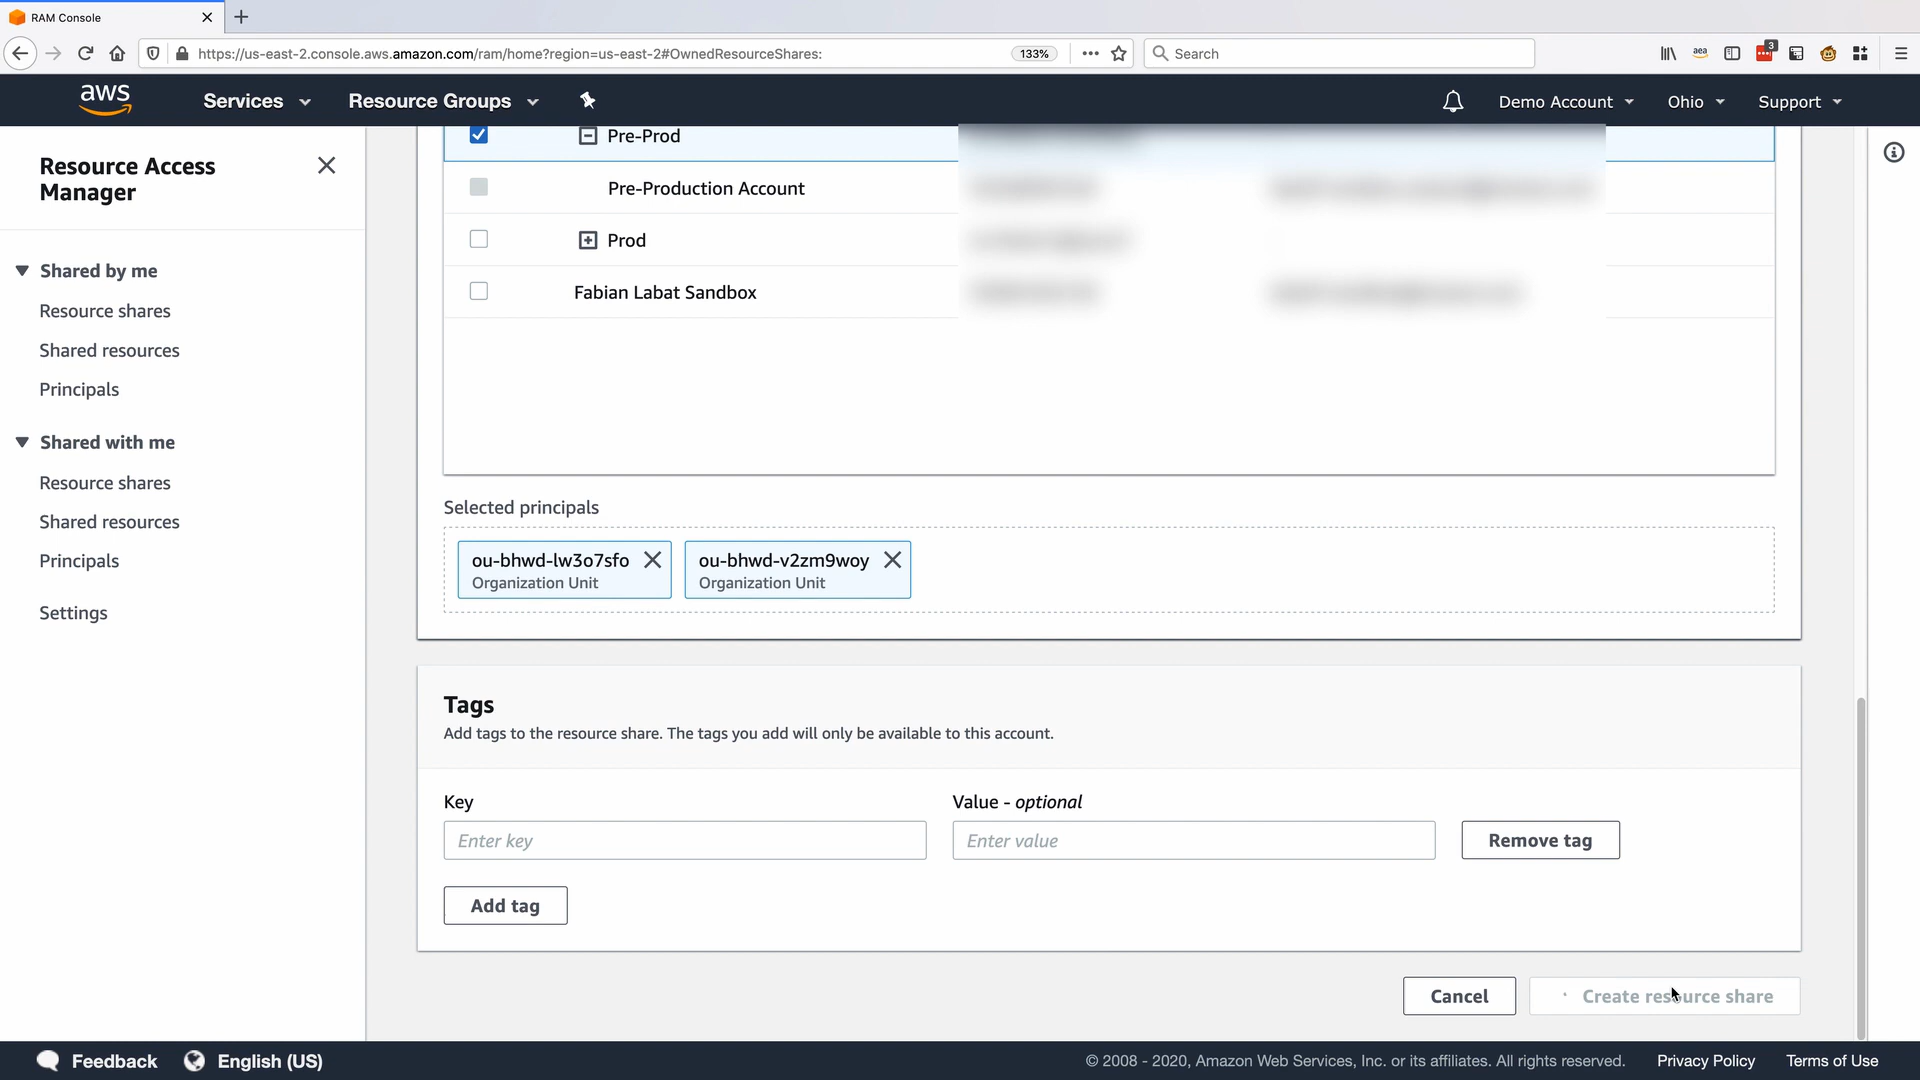 RAM Console
https://us-east-2.console.aws.amazon.com/ram/home?region=us-east-2#OwnedResourceShares:
133%
Search
aea
3
aws
Services
Resource Groups
Demo Account
Ohio
Support
Resource Access
Manager
Shared by me
Resource shares
Shared resources
Principals
Shared with me
Resource shares
Shared resources
Principals
Settings
Pre-Prod
Pre-Production Account
Prod
Fabian Labat Sandbox
Selected principals
ou-bhwd-lw3o7sfo
Organization Unit
ou-bhwd-v2zm9woy
Organization Unit
Tags
Add tags to the resource share. The tags you add will only be available to this account.
Key
Value - optional
Enter key
Enter value
Remove tag
Add tag
Cancel
Create resource share
Feedback
English (US)
© 2008 - 2020, Amazon Web Services, Inc. or its affiliates. All rights reserved.
Privacy Policy
Terms of Use